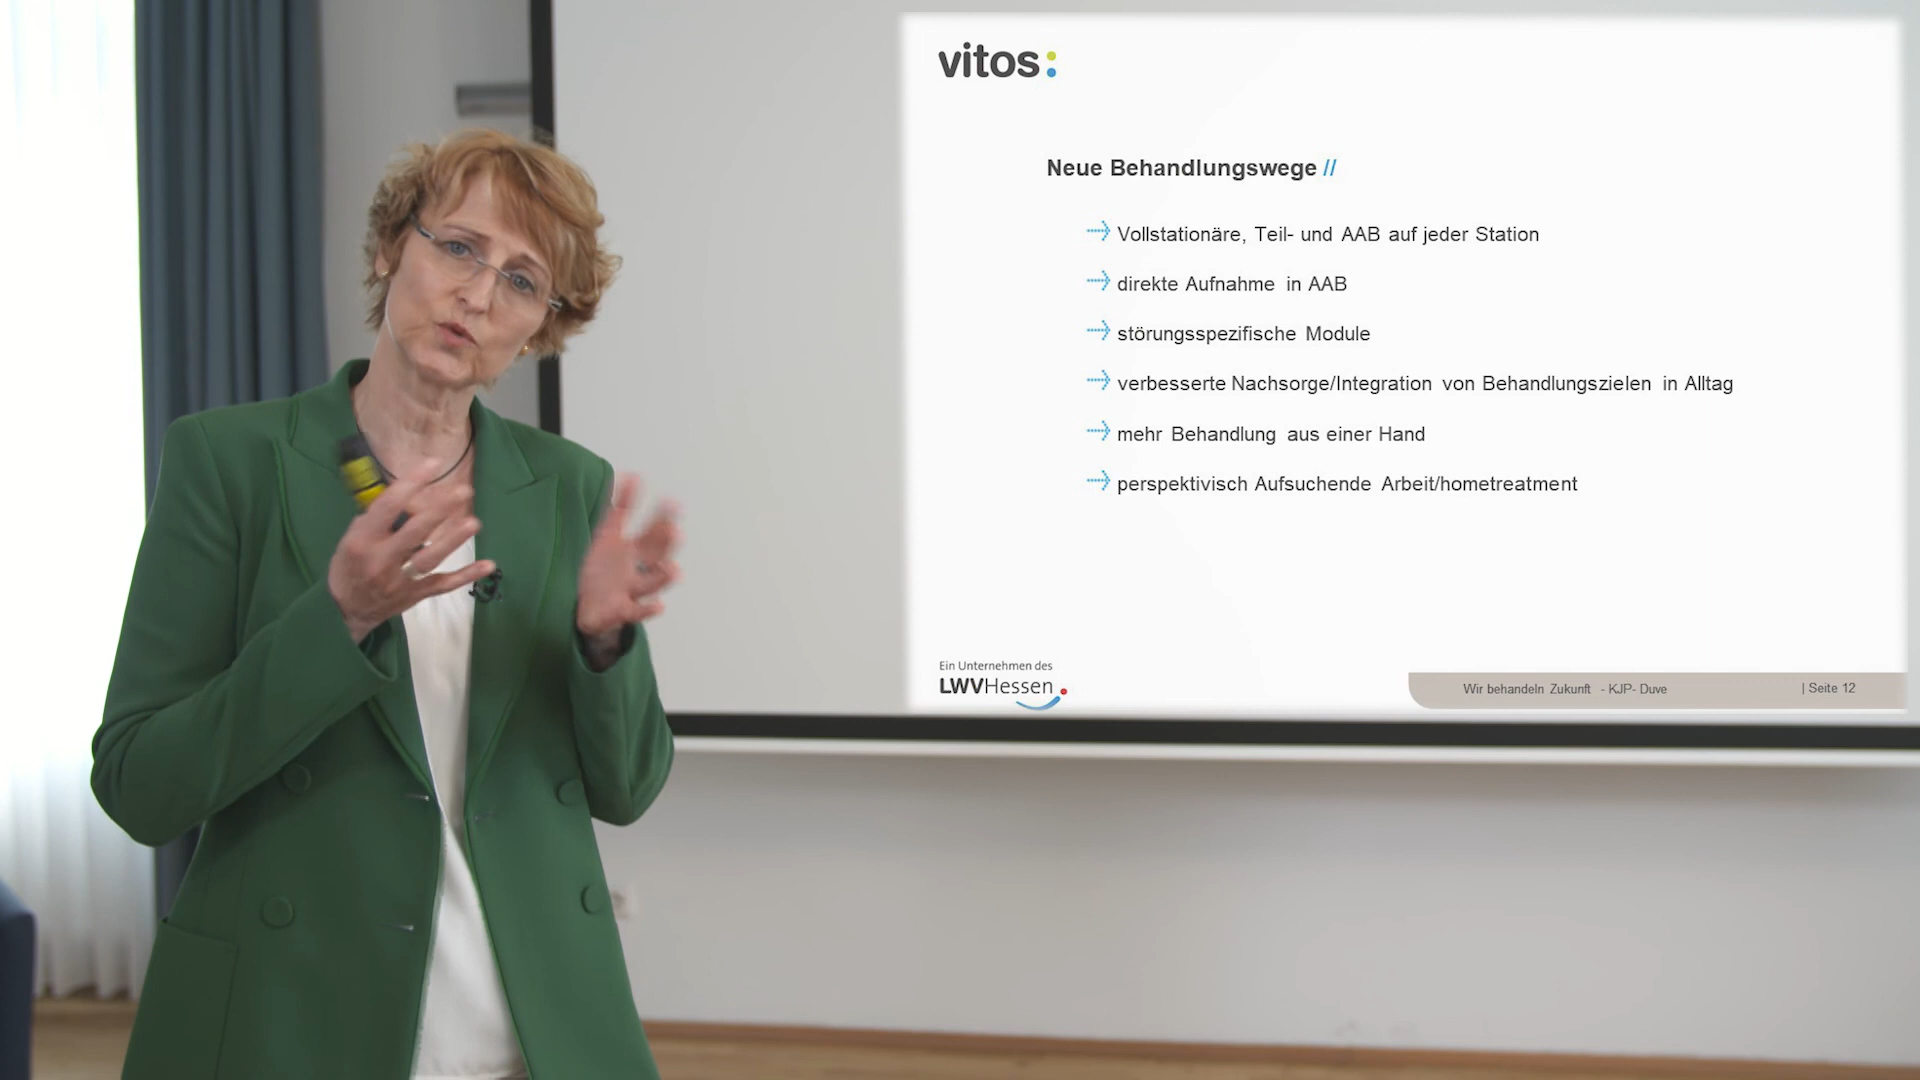 vitos:
Neue Behandlungswege //
Vollstationäre, Teil- und AAB auf jeder Station
direkte Aufnahme in AAB
störungsspezifische Module
verbesserte Nachsorge/Integration von Behandlungszielen in Alltag
mehr Behandlung aus einer Hand
perspektivisch Aufsuchende Arbeit/hometreatment
Ein Unternehmen des
LWVHessen
Wir behandeln Zukunft - KJP- Duve | Seite 12